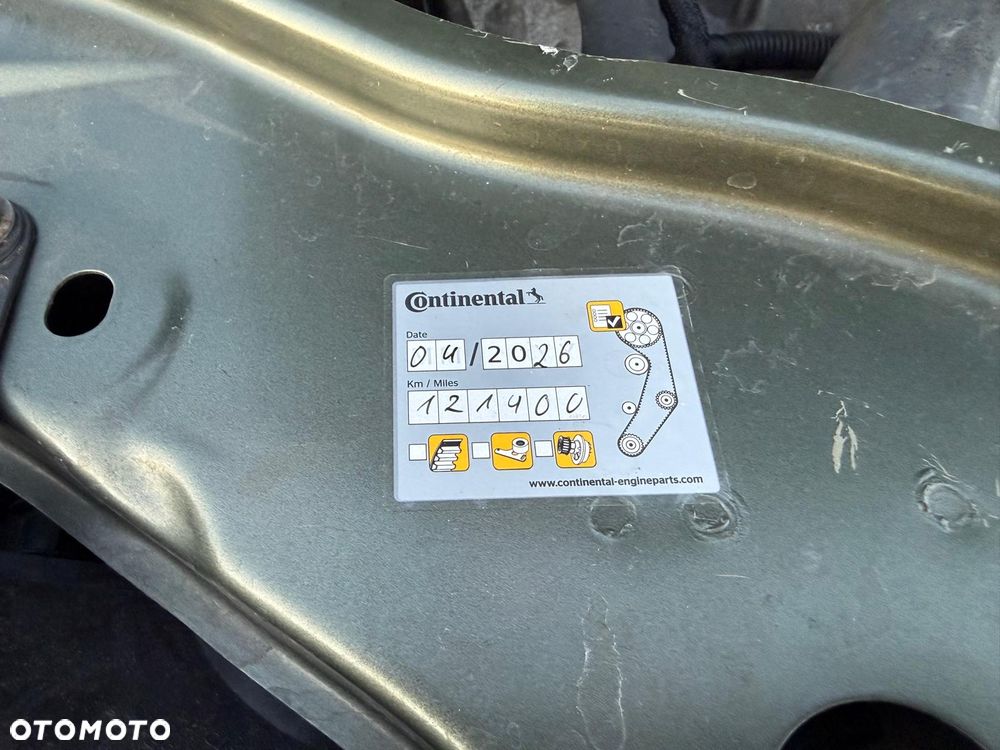 Continental
Date
04/2026
Km / Miles
121400
www.continental-engineparts.com
OTOMOTO